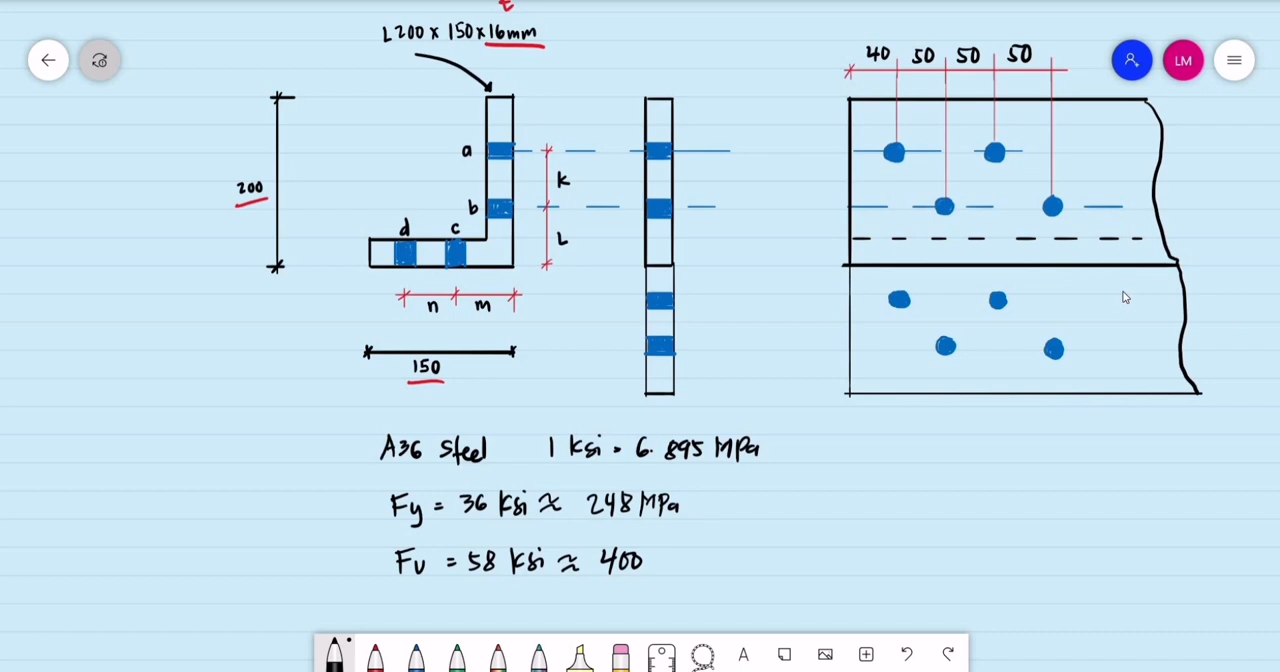 t
L200 x 150 x 16mm
40 50 50 50
LM
a
K
200
b
d c
L
n m
150
A36 Steel 1 ksi = 6.895 MPa
Fy = 36 ksi ≈ 248 MPa
Fu = 58 ksi ≈ 400
A